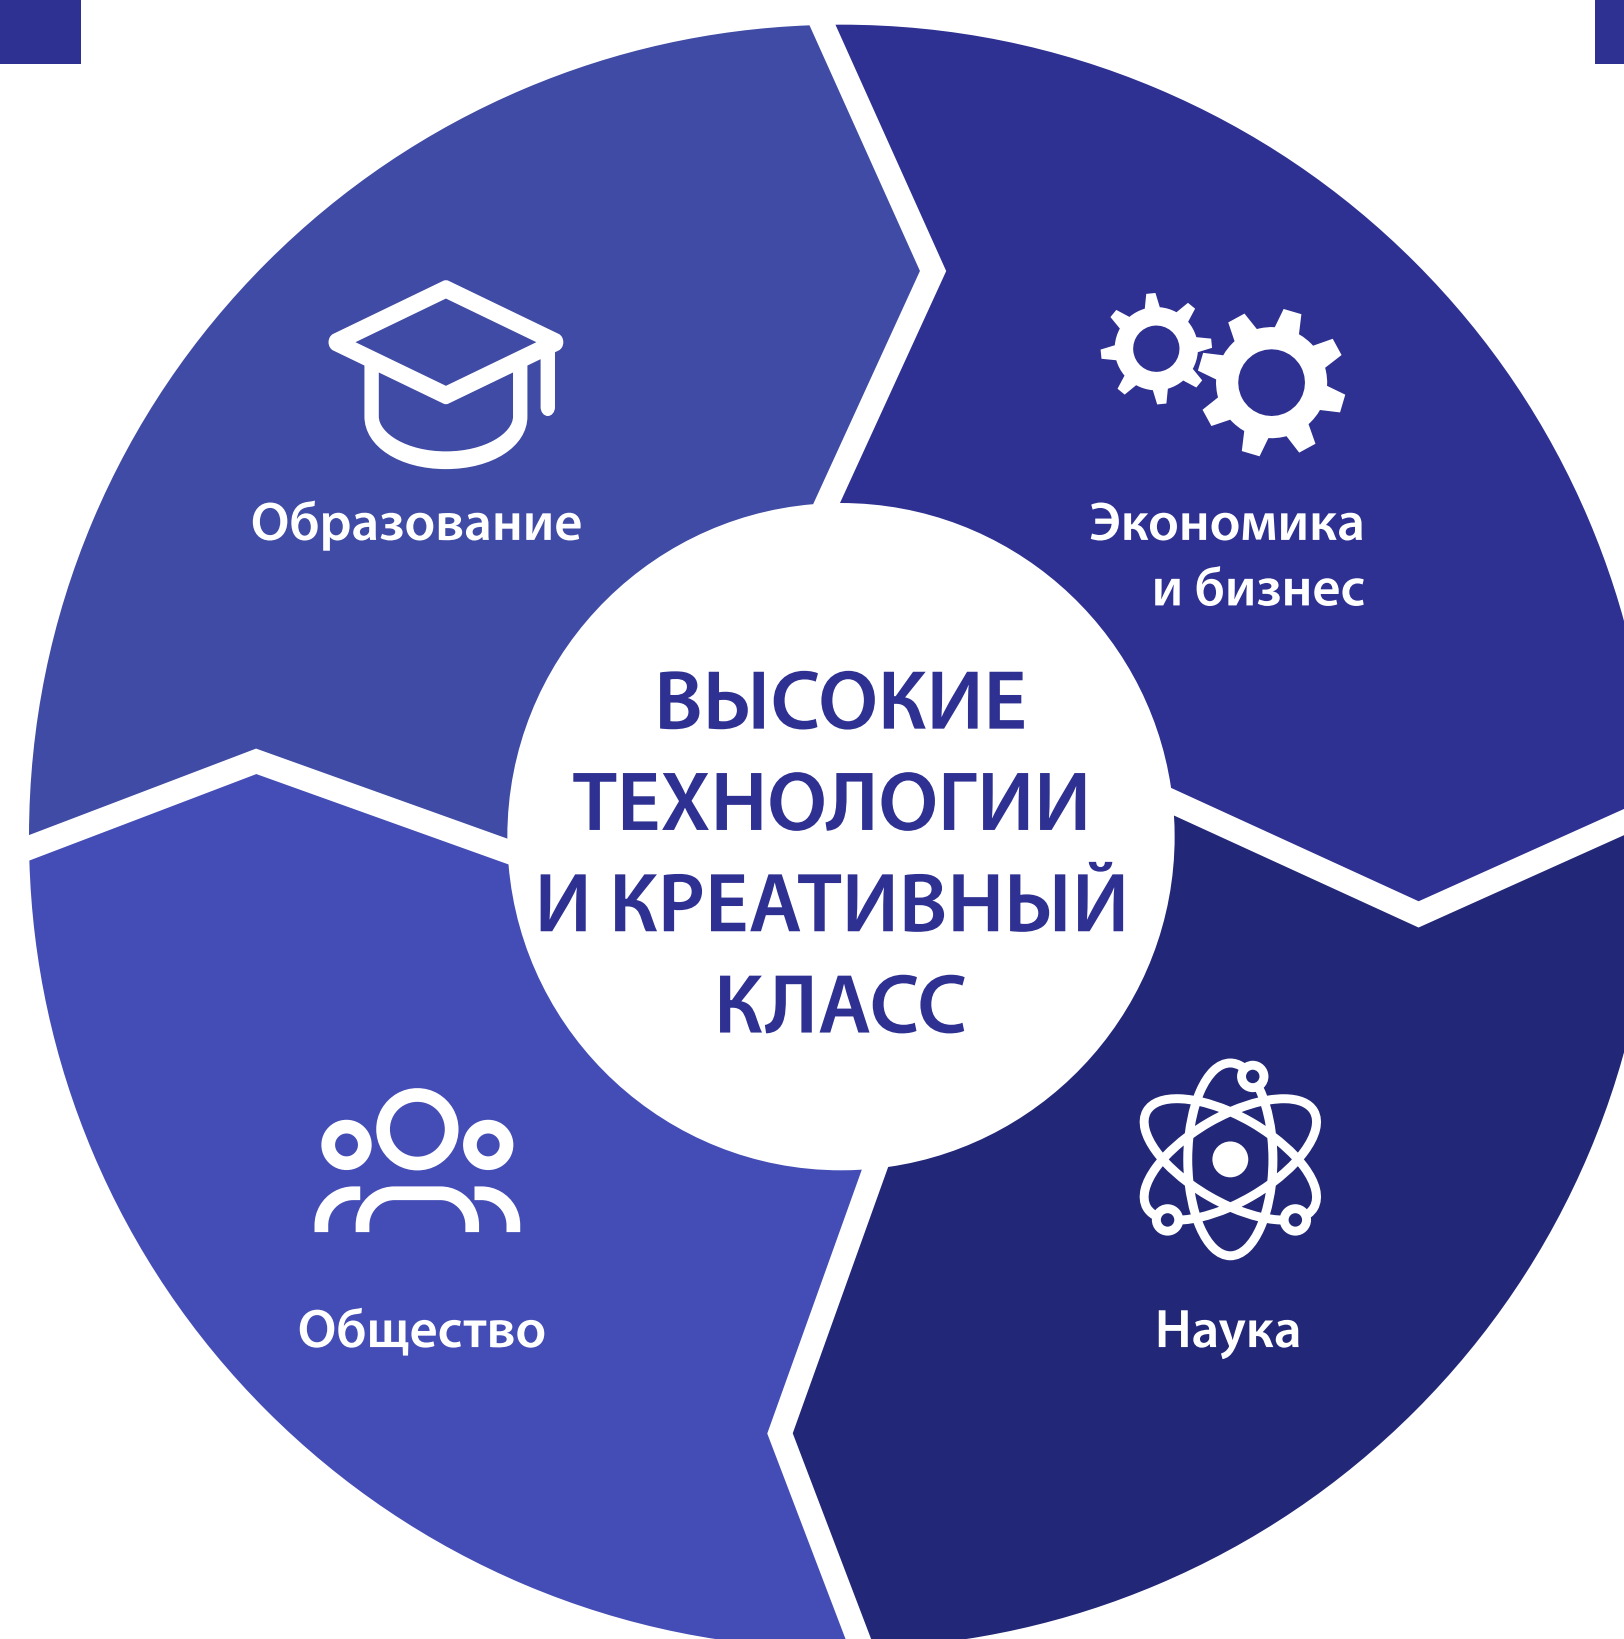 Образование
Экономика
и бизнес
ВЫСОКИЕ
ТЕХНОЛОГИИ
И КРЕАТИВНЫЙ
КЛАСС
Общество
Наука